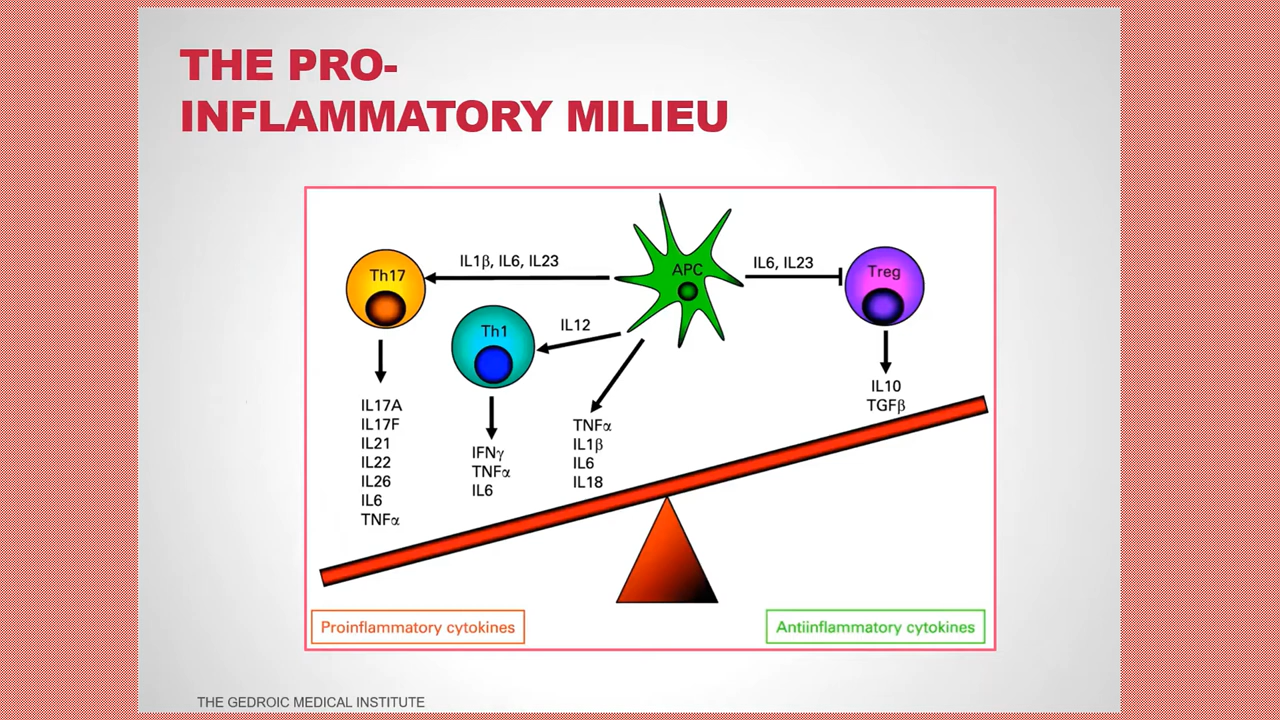 THE PRO-
INFLAMMATORY MILIEU
IL1β, IL6, IL23
APC
IL6, IL23
Th17
Treg
Th1
IL12
IL17A
IL17F
IL21
IL22
IL26
IL6
TNFα
IFNγ
TNFα
IL6
TNFα
IL1β
IL6
IL18
IL10
TGFβ
Proinflammatory cytokines
Antiinflammatory cytokines
THE GEDROIC MEDICAL INSTITUTE